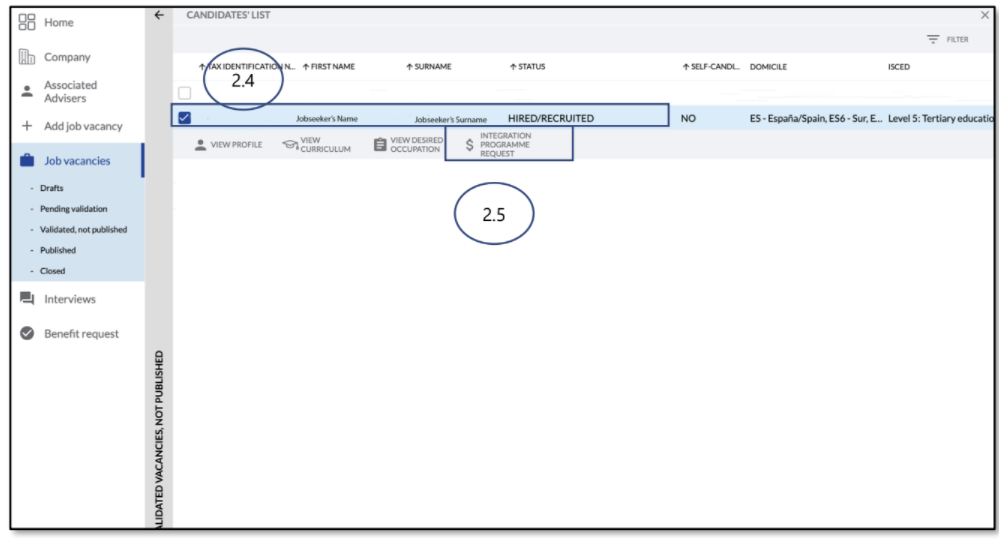 Home
Company
Associated
Advisers
Add job vacancy
Job vacancies
- Drafts
- Pending validation
- Validated, not published
- Published
- Closed
Interviews
Benefit request
ALIDATED VACANCIES, NOT PUBLISHED
CANDIDATES' LIST
FILTER
TAX IDENTIFICATION N... FIRST NAME SURNAME STATUS SELF-CANDI... DOMICILE ISCED
2.4
Jobseeker's Name Jobseeker's Surname HIRED/RECRUITED NO ES - España/Spain, ES6 - Sur, E... Level 5: Tertiary educatio
VIEW PROFILE
VIEW
CURRICULUM
VIEW DESIRED
OCCUPATION
INTEGRATION
PROGRAMME
REQUEST
2.5